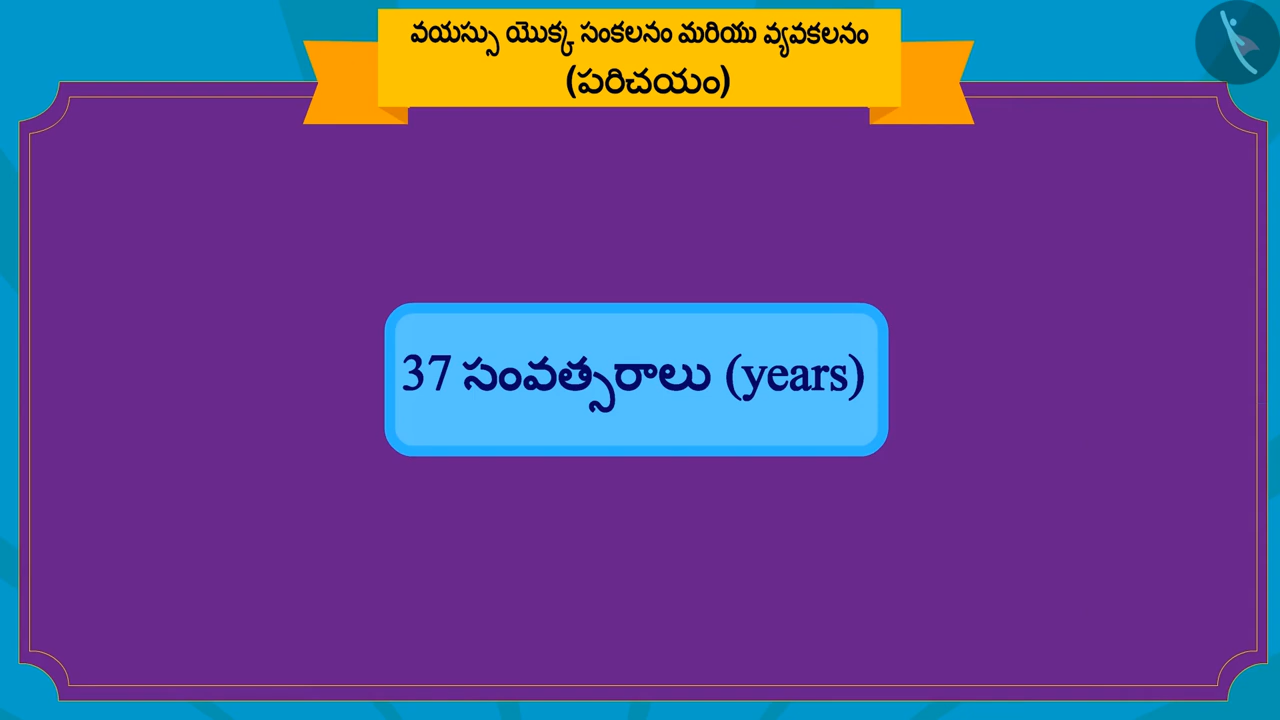 వయస్సు యొక్క సంకలనం మరియు వ్యవకలనం
(పరిచయం)
37 సంవత్సరాలు (years)